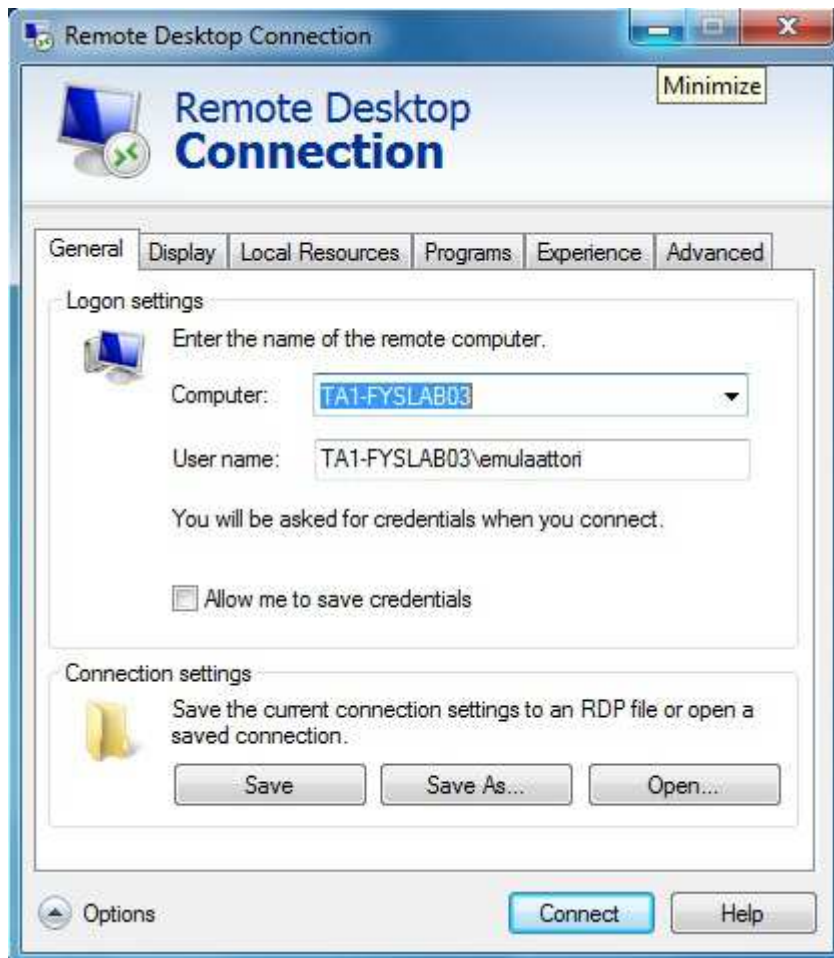 Remote Desktop Connection
Minimize
Remote Desktop
Connection
General Display Local Resources Programs Experience Advanced
Logon settings
Enter the name of the remote computer.
Computer: TA1-FYSLAB03
User name: TA1-FYSLAB03\emulaattori
You will be asked for credentials when you connect.
Allow me to save credentials
Connection settings
Save the current connection settings to an RDP file or open a
saved connection.
Save Save As... Open...
Options Connect Help